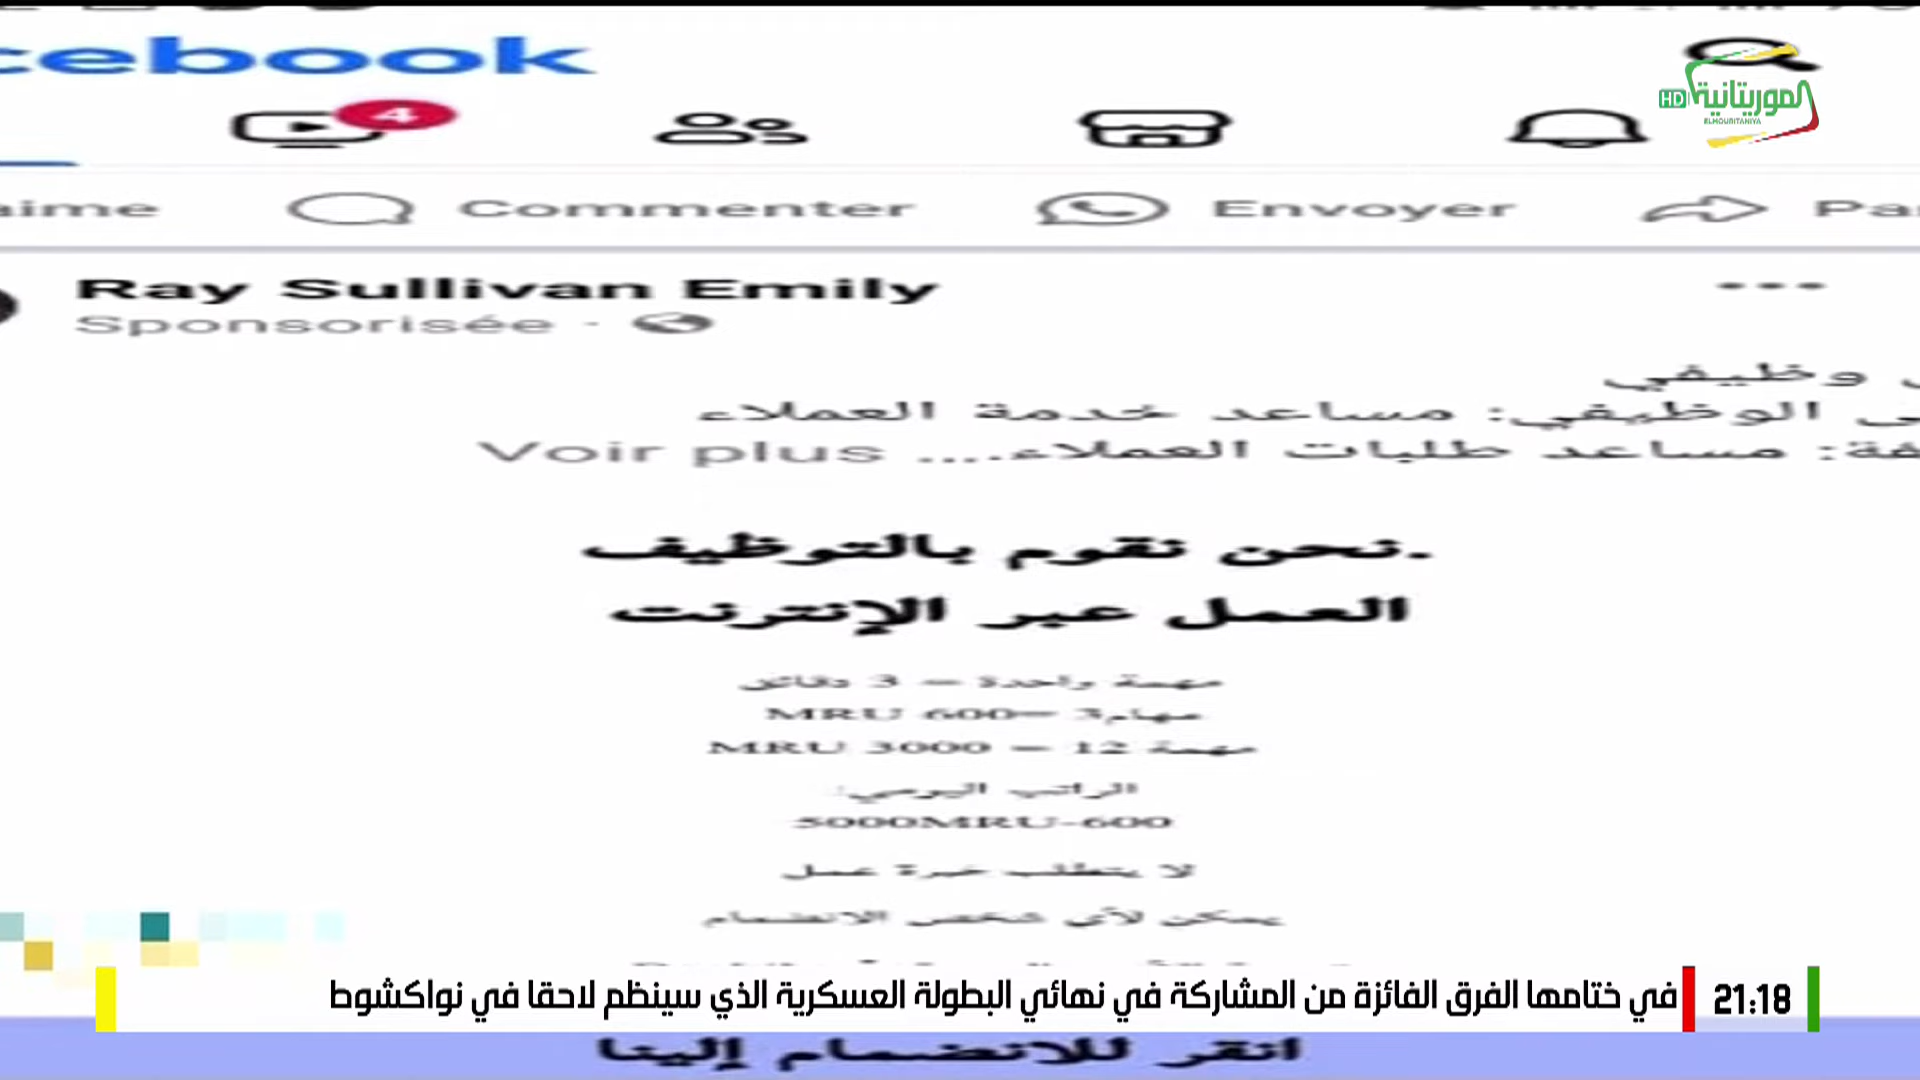 cebook
4
HD الموريتانية
ELMOURITANIYA
aime Commenter Envoyer Pa
Ray Sullivan Emily
Sponsorisée ·
وظيفي
الوظيفي: مساعد خدمة العملاء
مساعد طلبات العملاء.... Voir plus
نحن نقوم بالتوظيف.
العمل عبر الإنترنت
مهمة واحدة – 3 دقائق
3مهام –600 MRU
12 مهمة – 3000 MRU
الراتب اليومي:
5000MRU-600
لا يتطلب خبرة عمل
يمكن لأي شخص الانضمام
21:18 في ختامها الفرق الفائزة من المشاركة في نهائي البطولة العسكرية الذي سينظم لاحقا في نواكشوط
انقر للانضمام إلينا